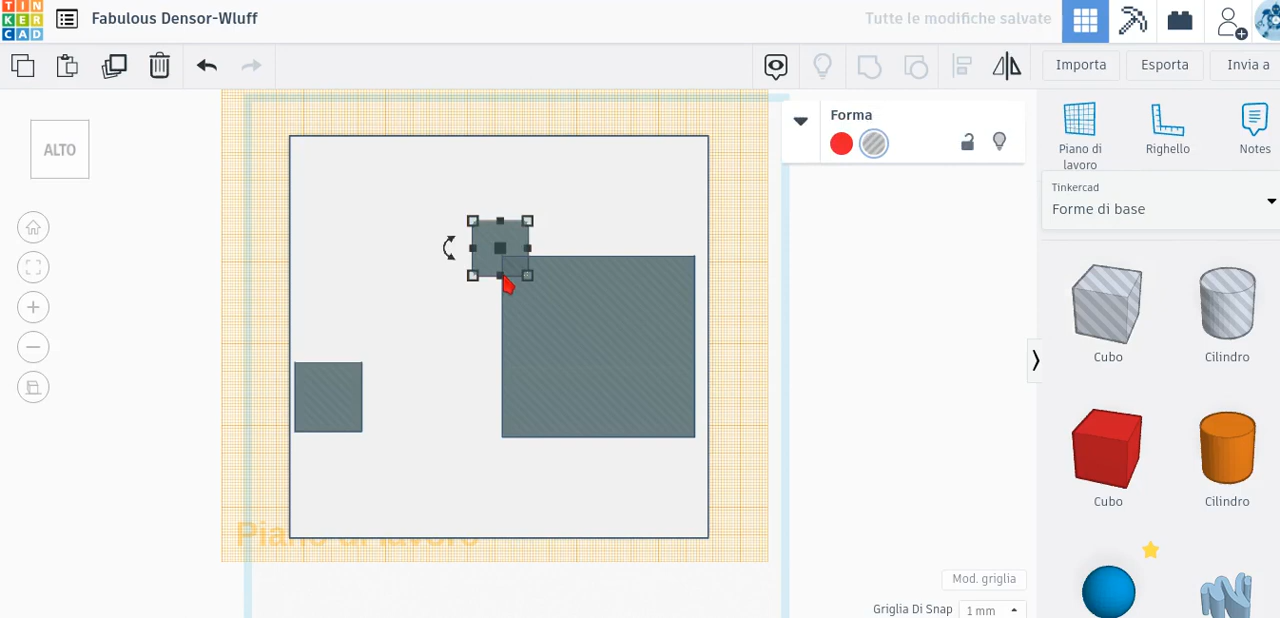 TIN
KER
CAD
Fabulous Densor-Wluff
Tutte le modifiche salvate
Importa
Esporta
Invia a
ALTO
Forma
Piano di lavoro
Righello
Notes
Tinkercad
Forme di base
Cubo
Cilindro
Cubo
Cilindro
Piano di lavoro
Mod. griglia
Griglia Di Snap
1 mm